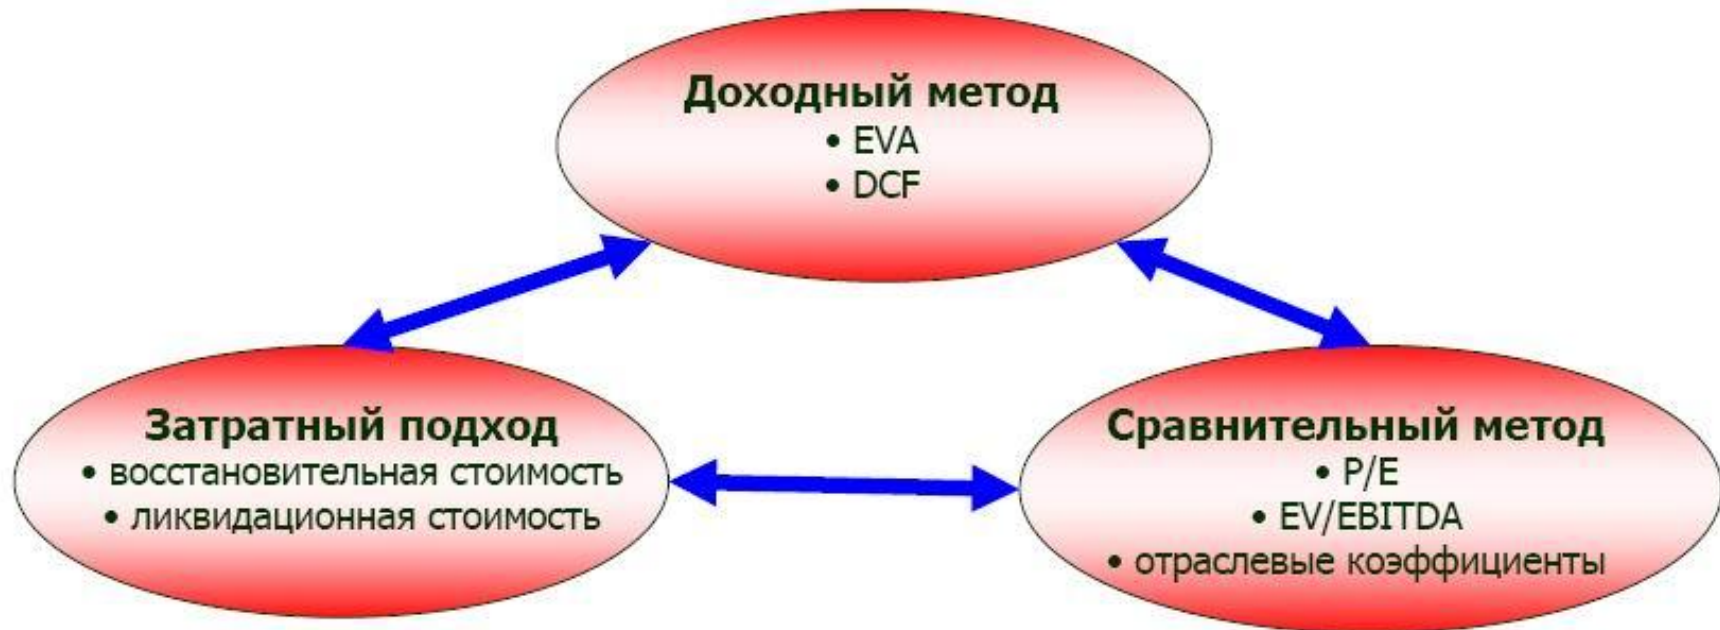 Доходный метод
• EVA
• DCF
Затратный подход
• восстановительная стоимость
• ликвидационная стоимость
Сравнительный метод
• P/E
• EV/EBITDA
• отраслевые коэффициенты